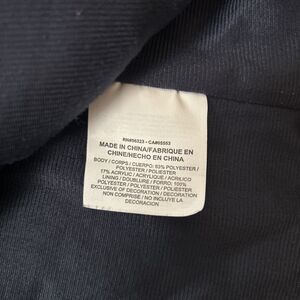 RN#56323 - CA#05553
MADE IN CHINA/FABRIQUE EN
CHINE/HECHO EN CHINA
BODY / CORPS / CUERPO: 83% POLYESTER /
POLYESTER / POLIESTER
17% ACRYLIC / ACRYLIQUE / ACRILICO
LINING / DOUBLURE / FORRO: 100%
POLYESTER / POLYESTER / POLIESTER
EXCLUSIVE OF DECORATION / DECORATION
NON COMPRISE / NO INCLUYE LA
DECORACION